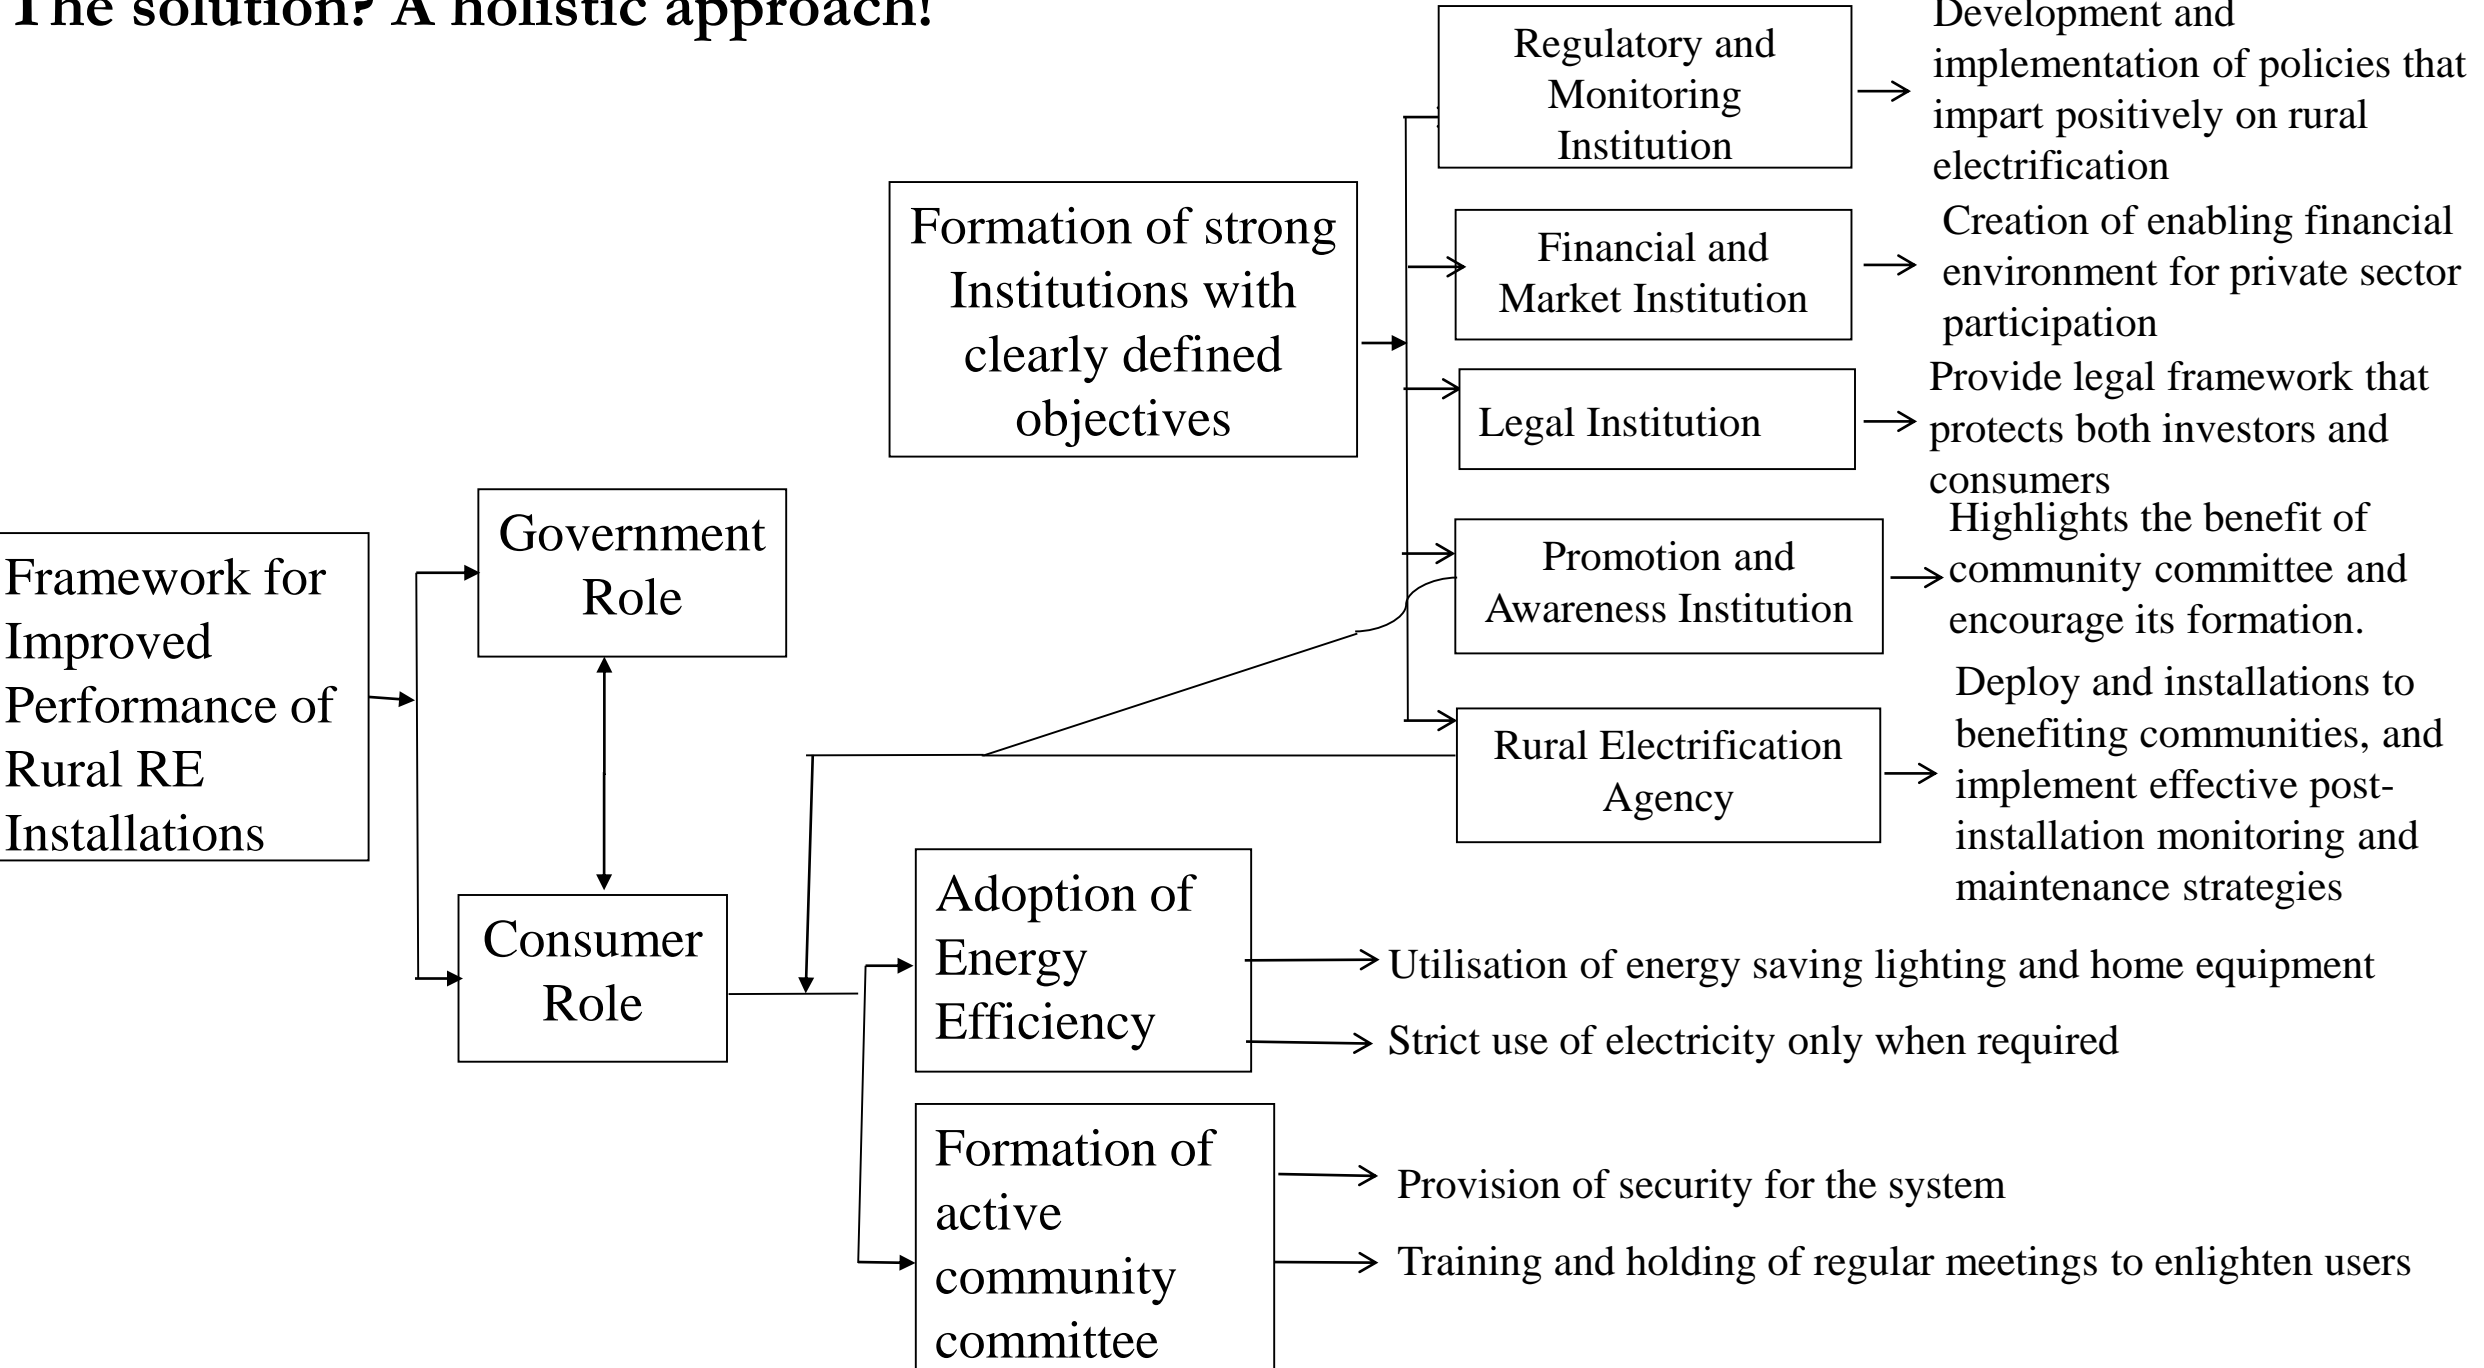 The solution? A holistic approach!
Regulatory and
Monitoring
Institution
Development and
implementation of policies that
impart positively on rural
electrification
Formation of strong
Institutions with
clearly defined
objectives
Financial and
Market Institution
Creation of enabling financial
environment for private sector
participation
Legal Institution
Provide legal framework that
protects both investors and
consumers
Government
Role
Promotion and
Awareness Institution
Highlights the benefit of
community committee and
encourage its formation.
Framework for
Improved
Performance of
Rural RE
Installations
Rural Electrification
Agency
Deploy and installations to
benefiting communities, and
implement effective post-
installation monitoring and
maintenance strategies
Consumer
Role
Adoption of
Energy
Efficiency
Utilisation of energy saving lighting and home equipment
Strict use of electricity only when required
Formation of
active
community
committee
Provision of security for the system
Training and holding of regular meetings to enlighten users